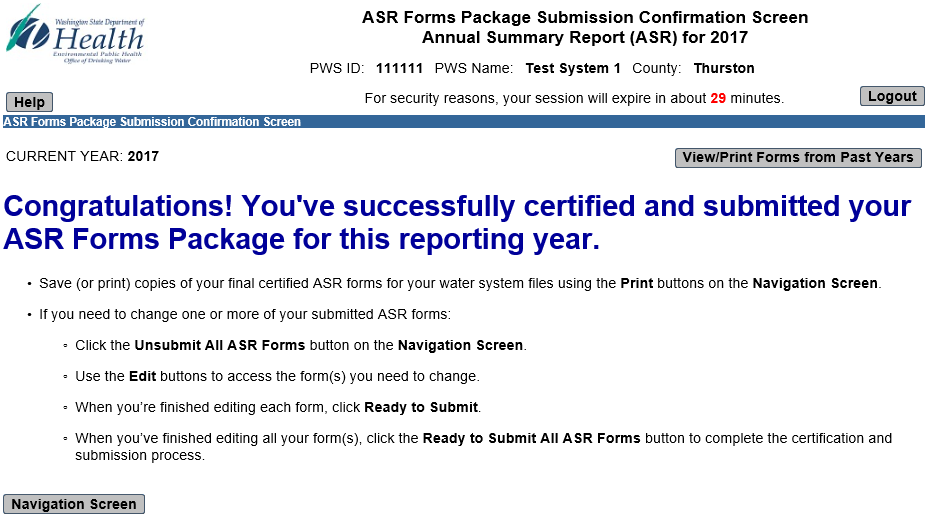 Washington State Department of
Health
Environmental Public Health
Office of Drinking Water
ASR Forms Package Submission Confirmation Screen
Annual Summary Report (ASR) for 2017
PWS ID: 111111 PWS Name: Test System 1 County: Thurston
Help
For security reasons, your session will expire in about 29 minutes.
Logout
ASR Forms Package Submission Confirmation Screen
CURRENT YEAR: 2017
View/Print Forms from Past Years
Congratulations! You've successfully certified and submitted your
ASR Forms Package for this reporting year.
• Save (or print) copies of your final certified ASR forms for your water system files using the Print buttons on the Navigation Screen.
• If you need to change one or more of your submitted ASR forms:
▫ Click the Unsubmit All ASR Forms button on the Navigation Screen.
▫ Use the Edit buttons to access the form(s) you need to change.
▫ When you’re finished editing each form, click Ready to Submit.
▫ When you’ve finished editing all your form(s), click the Ready to Submit All ASR Forms button to complete the certification and
submission process.
Navigation Screen